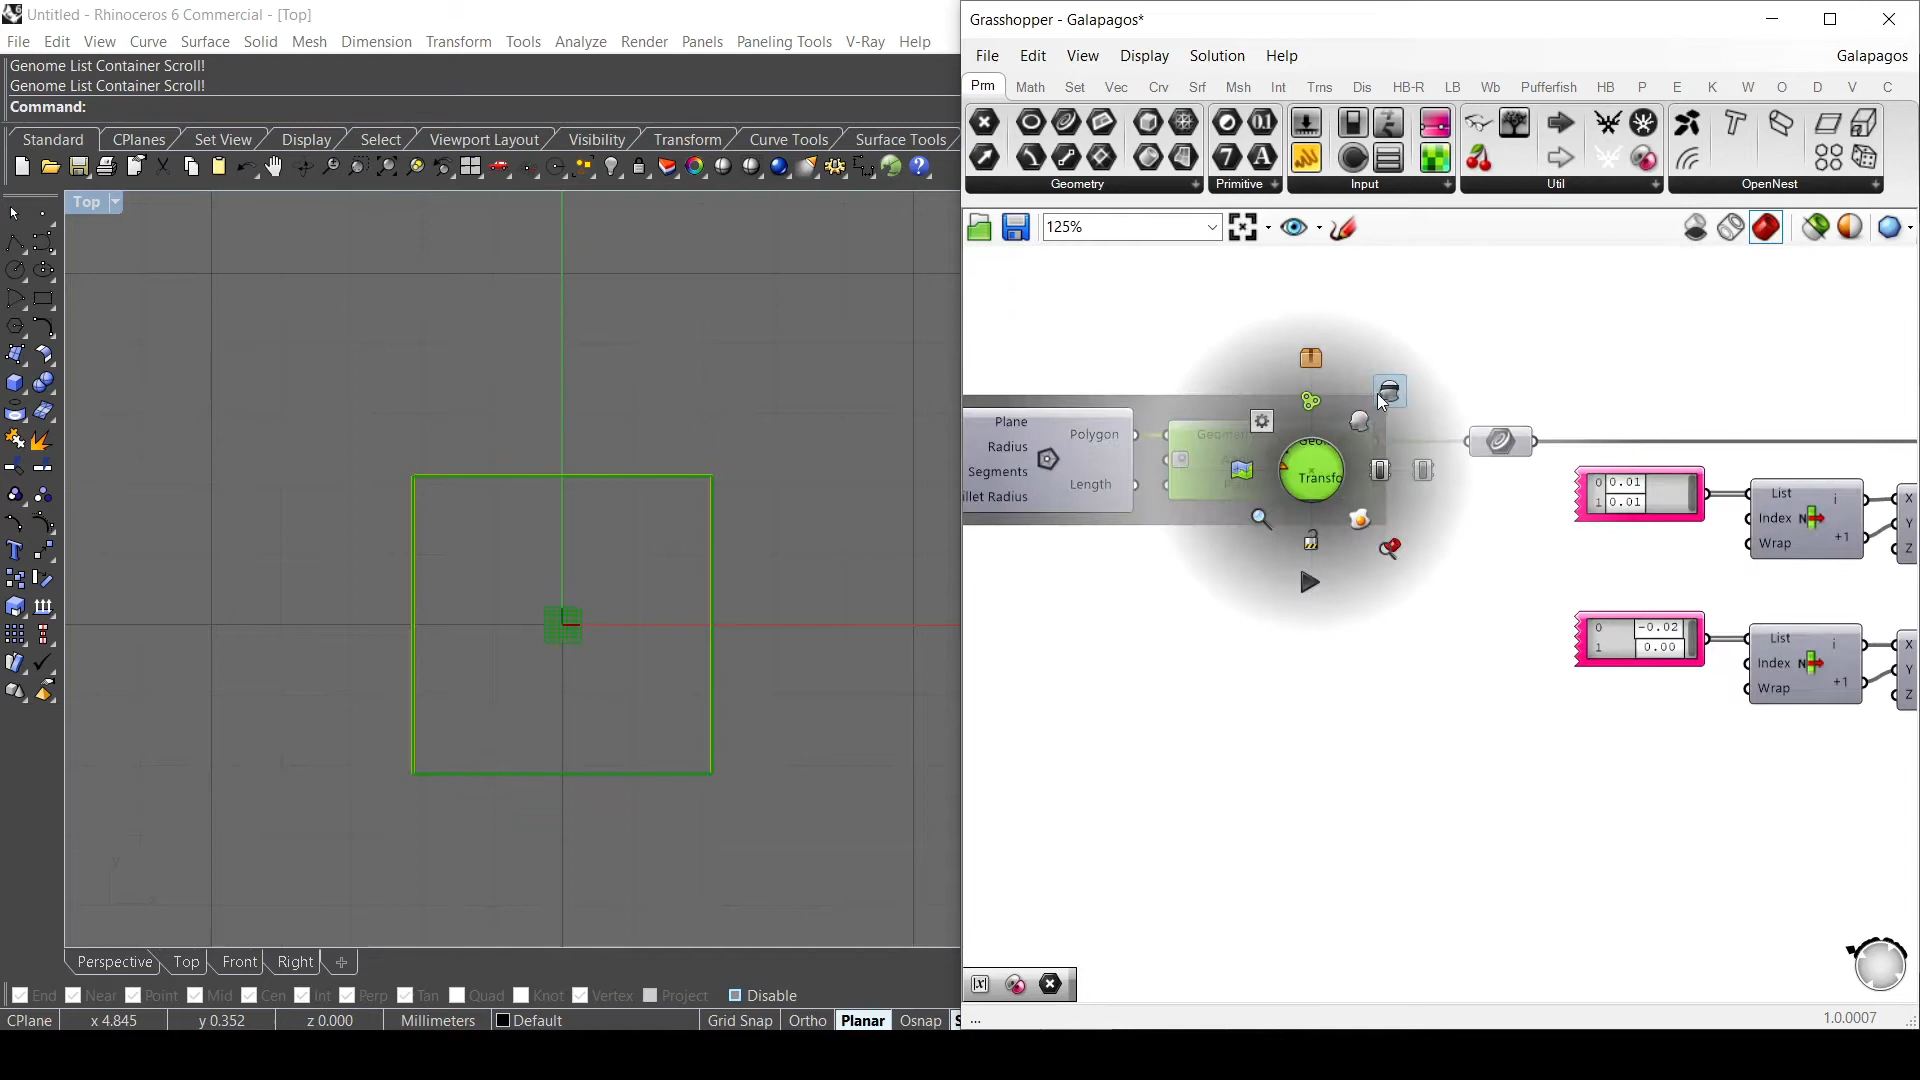 Untitled - Rhinoceros 6 Commercial - [Top]
File Edit View Curve Surface Solid Mesh Dimension Transform Tools Analyze Render Panels Paneling Tools V-Ray Help
Genome List Container Scroll!
Genome List Container Scroll!
Command:
Standard CPlanes Set View Display Select Viewport Layout Visibility Transform Curve Tools Surface Tools
Top
Perspective Top Front Right
End Near Point Mid Cen Int Perp Tan Quad Knot Vertex Project Disable
CPlane x 4.845 y 0.352 z 0.000 Millimeters Default Grid Snap Ortho Planar Osnap S
Grasshopper - Galapagos*
File Edit View Display Solution Help Galapagos
Prm Math Set Vec Crv Srf Msh Int Trns Dis HB-R LB Wb Pufferfish HB P E K W O D V C
Geometry Primitive Input Util OpenNest
125%
Plane
Radius
Segments
illet Radius
Polygon
Length
Geomet
Geo
Transfo
0 0.01
1 0.01
List
Index
Wrap
i
+1
X
Y
Z
0 -0.02
1 0.00
List
Index
Wrap
i
+1
X
Y
Z
... 1.0.0007